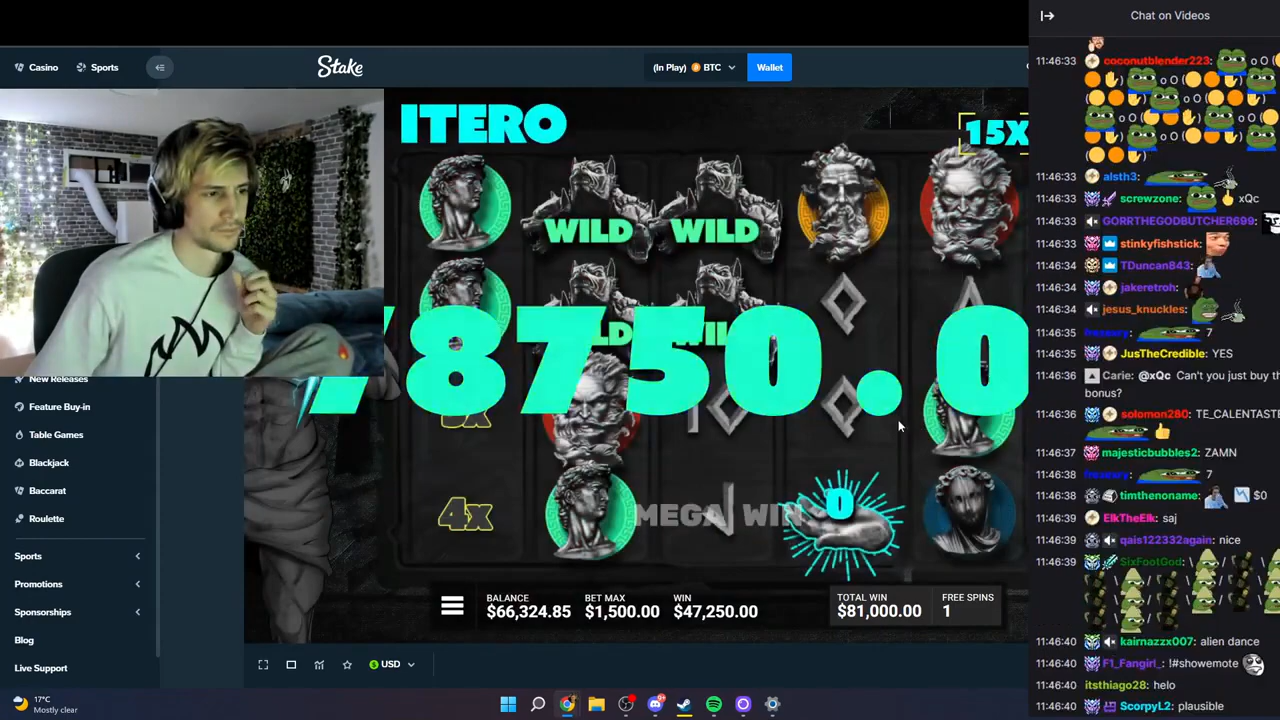 Chat on Videos
Casino
Sports
Stake
(In Play) BTC
Wallet
ITERO
15X
WILD
WILD
8750.0
10
4x
MEGA WIN
0
BALANCE
$66,324.85
BET MAX
$1,500.00
WIN
$47,250.00
TOTAL WIN
$81,000.00
FREE SPINS
1
New Releases
Feature Buy-in
Table Games
Blackjack
Baccarat
Roulette
Sports
Promotions
Sponsorships
Blog
Live Support
USD
17°C
Mostly clear
11:46:33 coconutblender223:
11:46:33 alsth3:
11:46:33 screwzone: xQc
11:46:33 GORRTHEGODBUTCHER699:
11:46:33 stinkyfishstick:
11:46:34 TDuncan843:
11:46:34 jakeretroh:
11:46:34 jesus_knuckles:
11:46:35 7
11:46:35 JusTheCredible: YES
11:46:36 Carie: @xQc Can't you just buy th
bonus?
11:46:36 solomon280: TE_CALENTASTE
11:46:37 majesticbubbles2: ZAMN
11:46:38 7
11:46:38 timthenoname: $0
11:46:39 ElkTheElk: saj
11:46:39 qais122332again: nice
11:46:39 SixFootGod:
11:46:40 kairnazzx007: alien dance
11:46:40 F1_Fangirl_: !#showemote
11:46:40 itsthiago28: helo
11:46:40 ScorpyL2: plausible